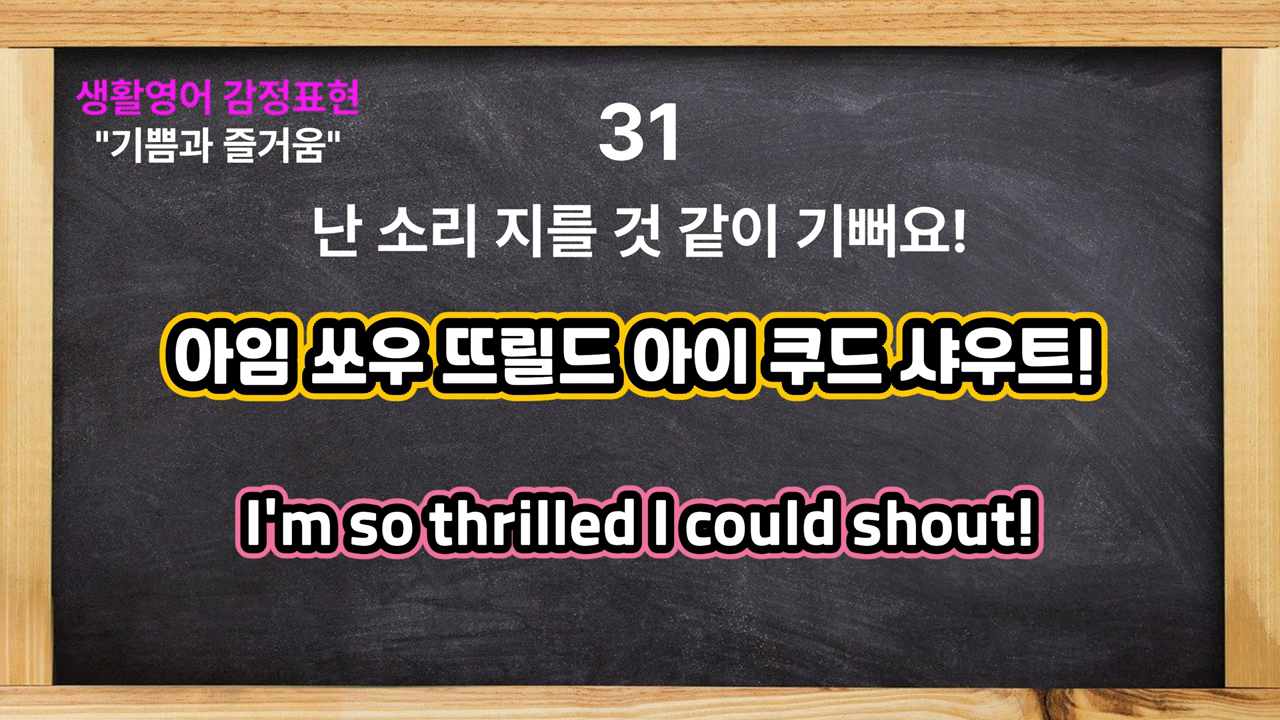 생활영어 감정표현
"기쁨과 즐거움"
31
난 소리 지를 것 같이 기뻐요!
아임 쏘우 뜨릴드 아이 쿠드 샤우트!
I'm so thrilled I could shout!